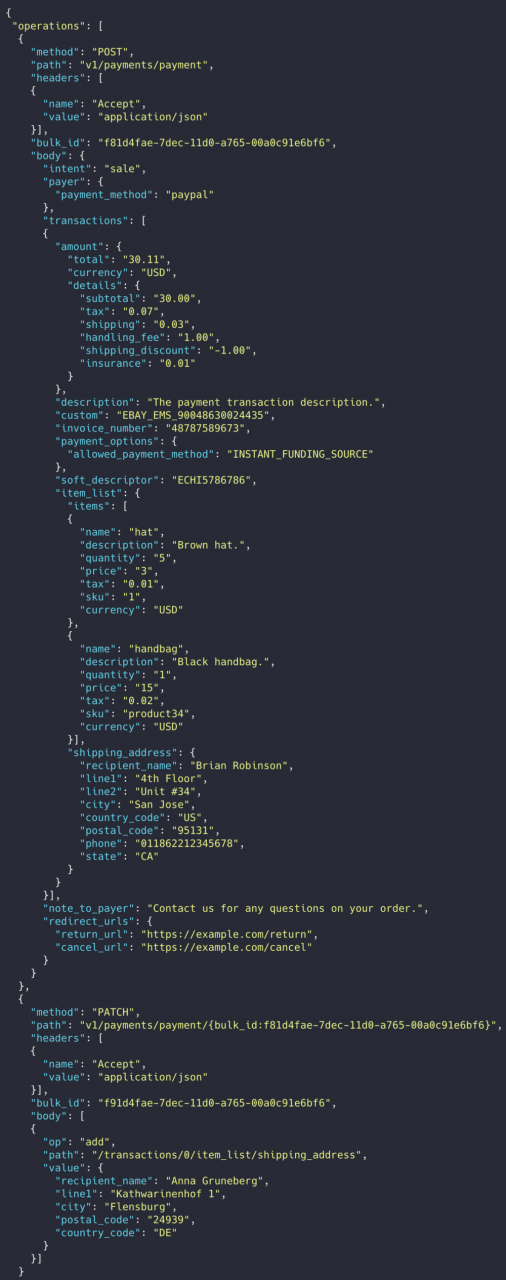 {
"operations": [
{
"method": "POST",
"path": "v1/payments/payment",
"headers": [
{
"name": "Accept",
"value": "application/json"
}],
"bulk_id": "f81d4fae-7dec-11d0-a765-00a0c91e6bf6",
"body": {
"intent": "sale",
"payer": {
"payment_method": "paypal"
},
"transactions": [
{
"amount": {
"total": "30.11",
"currency": "USD",
"details": {
"subtotal": "30.00",
"tax": "0.07",
"shipping": "0.03",
"handling_fee": "1.00",
"shipping_discount": "-1.00",
"insurance": "0.01"
}
},
"description": "The payment transaction description.",
"custom": "EBAY_EMS_90048630024435",
"invoice_number": "48787589673",
"payment_options": {
"allowed_payment_method": "INSTANT_FUNDING_SOURCE"
},
"soft_descriptor": "ECHI5786786",
"item_list": {
"items": [
{
"name": "hat",
"description": "Brown hat.",
"quantity": "5",
"price": "3",
"tax": "0.01",
"sku": "1",
"currency": "USD"
},
{
"name": "handbag",
"description": "Black handbag.",
"quantity": "1",
"price": "15",
"tax": "0.02",
"sku": "product34",
"currency": "USD"
}],
"shipping_address": {
"recipient_name": "Brian Robinson",
"line1": "4th Floor",
"line2": "Unit #34",
"city": "San Jose",
"country_code": "US",
"postal_code": "95131",
"phone": "011862212345678",
"state": "CA"
}
}
}],
"note_to_payer": "Contact us for any questions on your order.",
"redirect_urls": {
"return_url": "https://example.com/return",
"cancel_url": "https://example.com/cancel"
}
}
},
{
"method": "PATCH",
"path": "v1/payments/payment/{bulk_id:f81d4fae-7dec-11d0-a765-00a0c91e6bf6}",
"headers": [
{
"name": "Accept",
"value": "application/json"
}],
"bulk_id": "f91d4fae-7dec-11d0-a765-00a0c91e6bf6",
"body": [
{
"op": "add",
"path": "/transactions/0/item_list/shipping_address",
"value": {
"recipient_name": "Anna Gruneberg",
"line1": "Kathwarinenhof 1",
"city": "Flensburg",
"postal_code": "24939",
"country_code": "DE"
}
}]
}